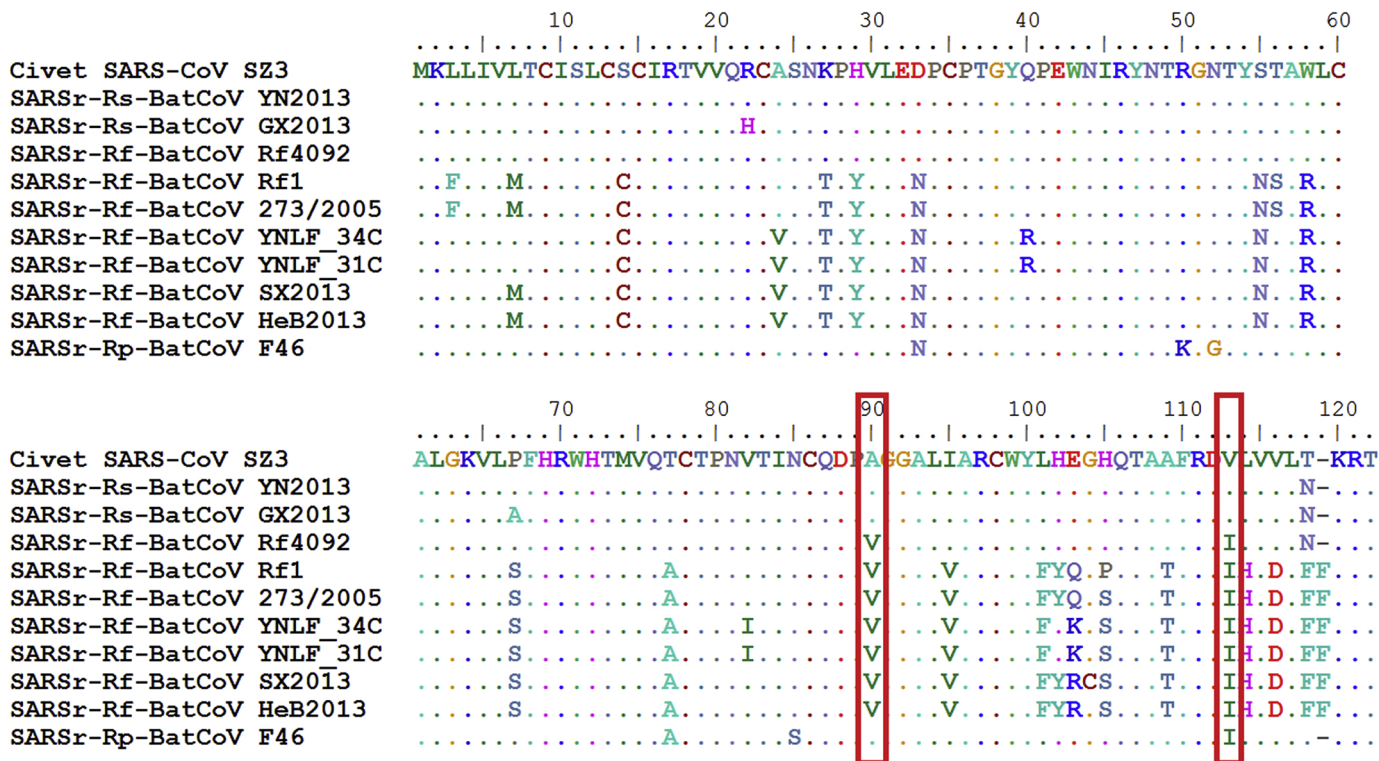 10 20 30 40 50 60
....|....|....|....|....|....|....|....|....|....|....|....|
Civet SARS-CoV SZ3 MKLLIVLTCISLCSCIRTVVQRCASNKPHVLEDPCPTGYQPEWNIRYNTRGNTYSTAWLC
SARSr-Rs-BatCoV YN2013 ............................................................
SARSr-Rs-BatCoV GX2013 .....................H......................................
SARSr-Rf-BatCoV Rf4092 ............................................................
SARSr-Rf-BatCoV Rf1 ..F...M......C............T.Y...N.....................NS.R..
SARSr-Rf-BatCoV 273/2005 ..F...M......C............T.Y...N.....................NS.R..
SARSr-Rf-BatCoV YNLF_34C .............C.........V..T.Y...N......R..............N..R..
SARSr-Rf-BatCoV YNLF_31C .............C.........V..T.Y...N......R..............N..R..
SARSr-Rf-BatCoV SX2013 ......M......C.........V..T.Y...N.....................N..R..
SARSr-Rf-BatCoV HeB2013 ......M......C.........V..T.Y...N.....................N..R..
SARSr-Rp-BatCoV F46 ................................N................K.G........
70 80 90 100 110 120
....|....|....|....|....|....|....|....|....|....|....|....|..
Civet SARS-CoV SZ3 ALGKVLPFHRWHTMVQTCTPNVTINCQDPAGGALIARCWYLHEGHQTAAFRDVLVVLT-KRT
SARSr-Rs-BatCoV YN2013 .........................................................N-...
SARSr-Rs-BatCoV GX2013 ......A..................................................N-...
SARSr-Rf-BatCoV Rf4092 .............................V......................I....N-...
SARSr-Rf-BatCoV Rf1 ......S.........A............V....V.....FYQ.P...T...IH.D.FF...
SARSr-Rf-BatCoV 273/2005 ......S.........A............V....V.....FYQ.S...T...IH.D.FF...
SARSr-Rf-BatCoV YNLF_34C ......S.........A....I.......V....V.....F.K.S...T...IH.D.FF...
SARSr-Rf-BatCoV YNLF_31C ......S.........A....I.......V....V.....F.K.S...T...IH.D.FF...
SARSr-Rf-BatCoV SX2013 ......S.........A............V....V.....FYRCS...T...IH.D.FF...
SARSr-Rf-BatCoV HeB2013 ......S.........A............V....V.....FYR.S...T...IH.D.FF...
SARSr-Rp-BatCoV F46 ................A.......S...........................I.....-...